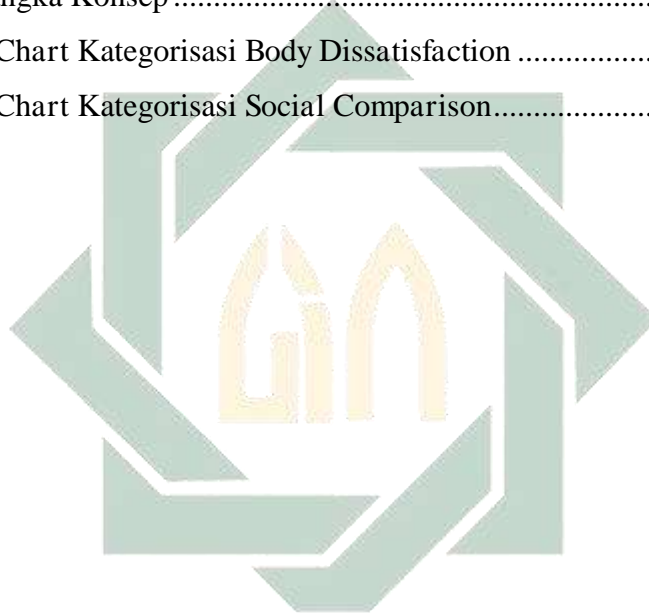 ngka Konsep..........................................................
Chart Kategorisasi Body Dissatisfaction ................
Chart Kategorisasi Social Comparison...................